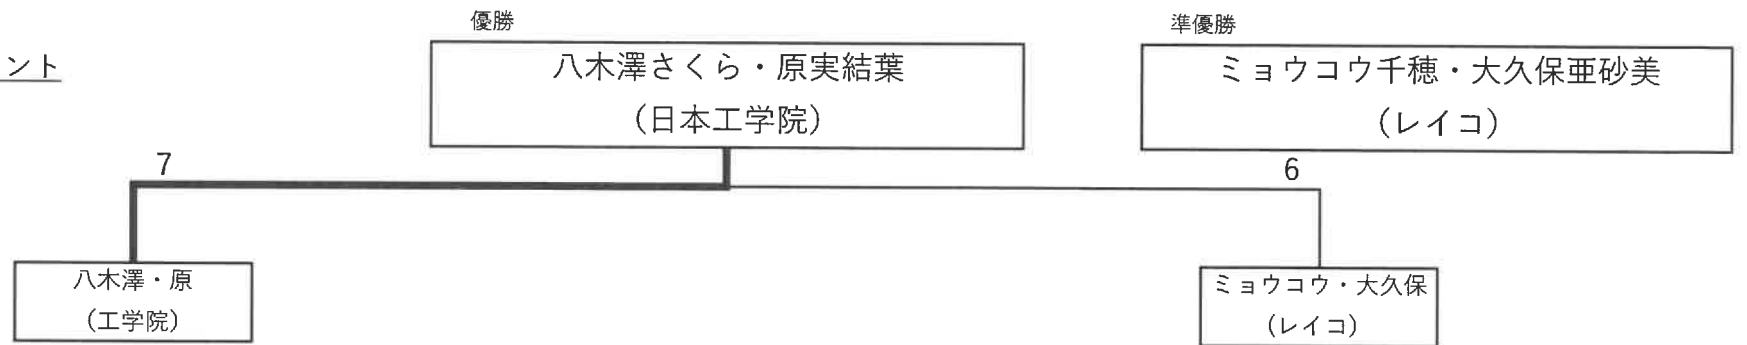 ント
優勝
八木澤さくら・原実結葉
（日本工学院）
準優勝
ミョウコウ千穂・大久保亜砂美
（レイコ）
7
6
八木澤・原
（工学院）
ミョウコウ・大久保
（レイコ）